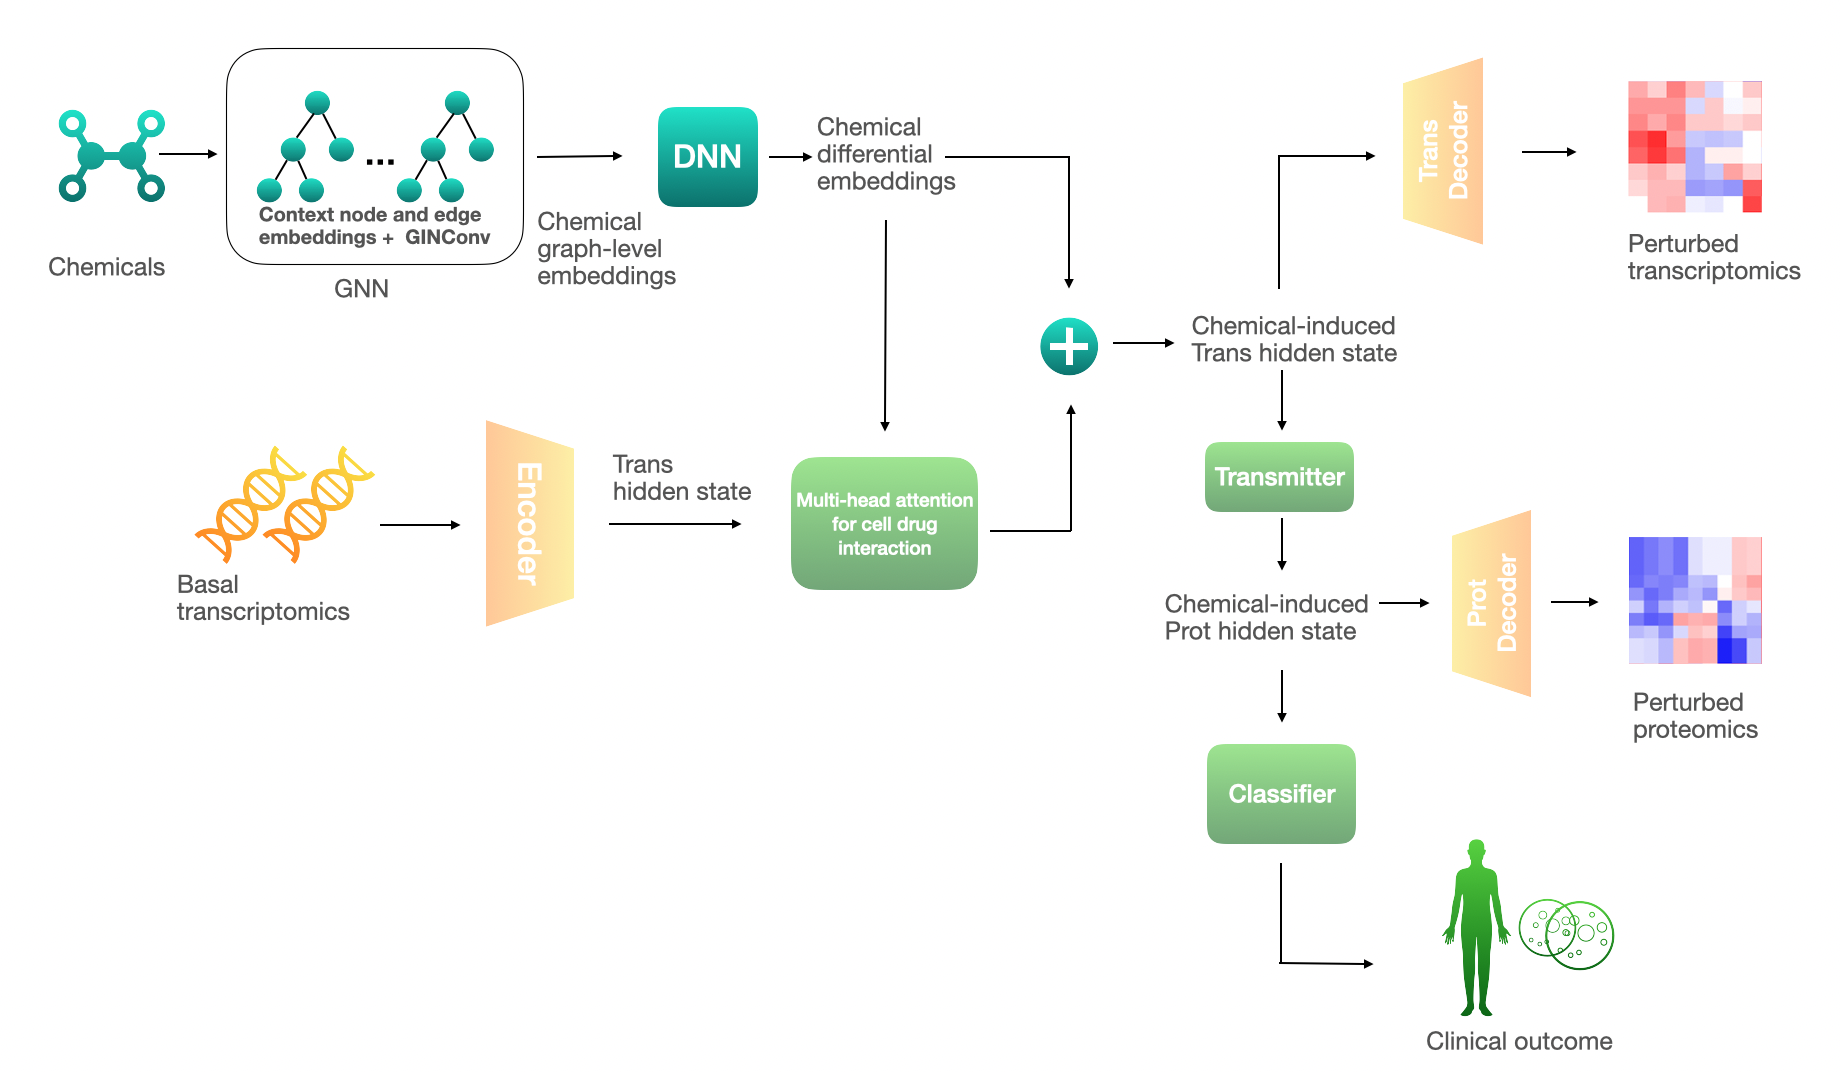 Chemicals
...
Context node and edge
embeddings + GINConv
GNN
Chemical
graph-level
embeddings
DNN
Chemical
differential
embeddings
Basal
transcriptomics
Encoder
Trans
hidden state
Multi-head attention
for cell drug
interaction
Chemical-induced
Trans hidden state
Trans
Decoder
Perturbed
transcriptomics
Transmitter
Chemical-induced
Prot hidden state
Prot
Decoder
Perturbed
proteomics
Classifier
Clinical outcome